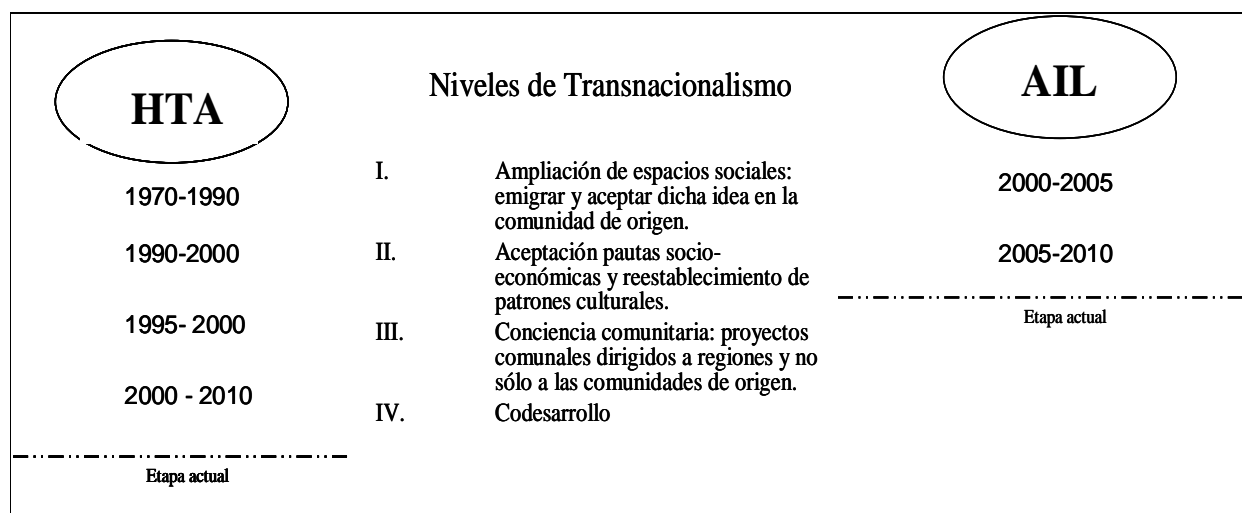 HTA
1970-1990
1990-2000
1995- 2000
2000 - 2010
Etapa actual
Niveles de Transnacionalismo
I. Ampliación de espacios sociales:
emigrar y aceptar dicha idea en la
comunidad de origen.
II. Aceptación pautas socio-
económicas y reestablecimiento de
patrones culturales.
III. Conciencia comunitaria: proyectos
comunales dirigidos a regiones y no
sólo a las comunidades de origen.
IV. Codesarrollo
AIL
2000-2005
2005-2010
Etapa actual